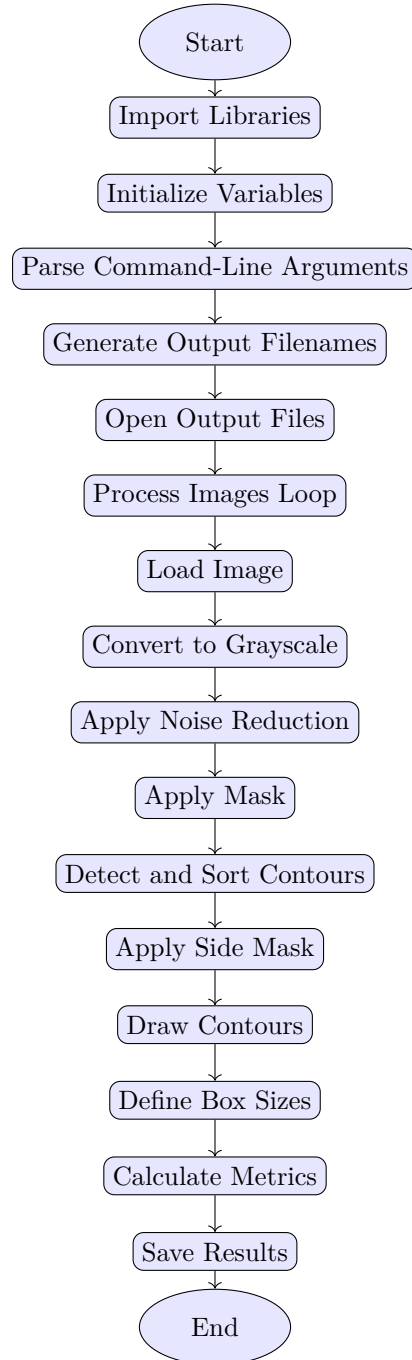 Start
Import Libraries
Initialize Variables
Parse Command-Line Arguments
Generate Output Filenames
Open Output Files
Process Images Loop
Load Image
Convert to Grayscale
Apply Noise Reduction
Apply Mask
Detect and Sort Contours
Apply Side Mask
Draw Contours
Define Box Sizes
Calculate Metrics
Save Results
End